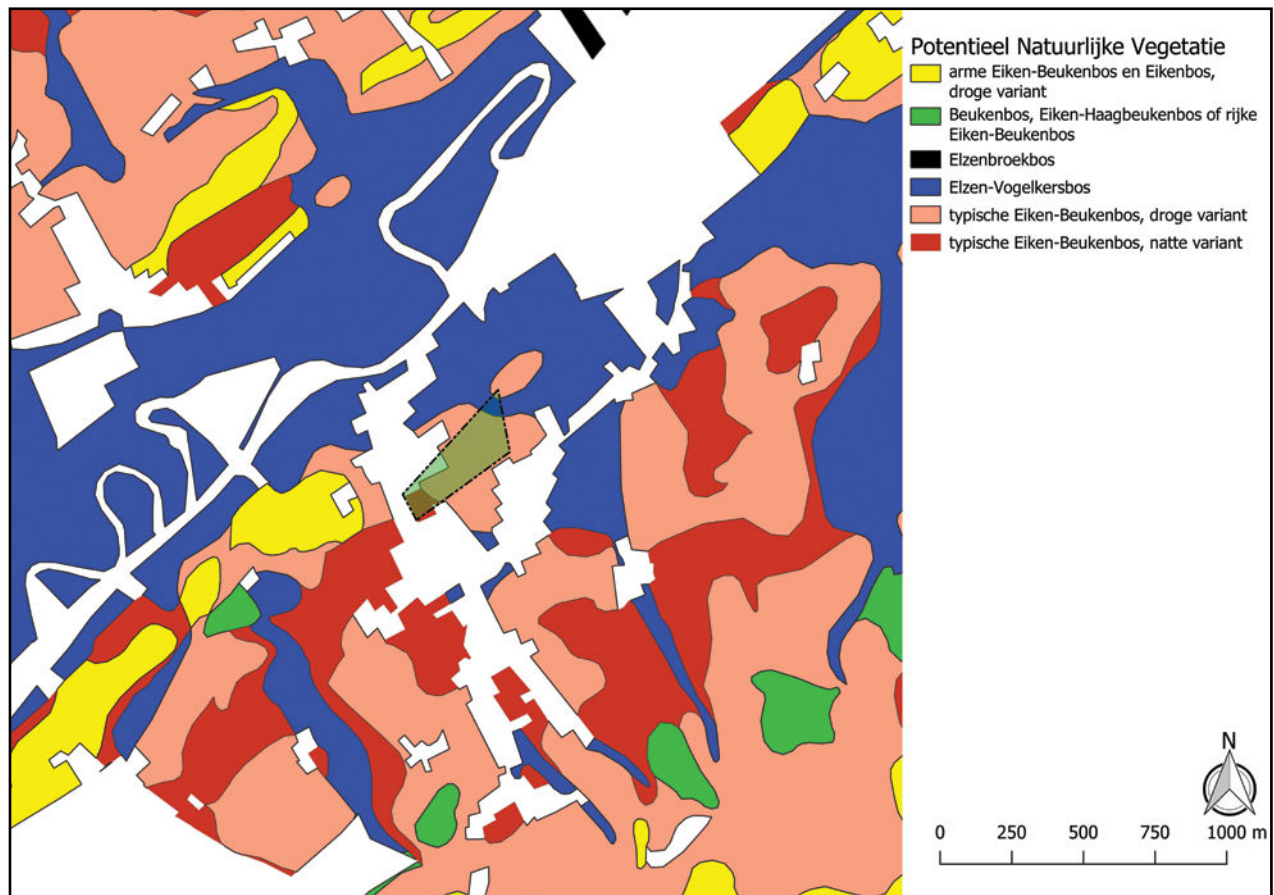 Potentieel Natuurlijke Vegetatie
arme Eiken-Beukenbos en Eikenbos,
droge variant
Beukenbos, Eiken-Haagbeukenbos of rijke
Eiken-Beukenbos
Elzenbroekbos
Elzen-Vogelkersbos
typische Eiken-Beukenbos, droge variant
typische Eiken-Beukenbos, natte variant
N
0 250 500 750 1000 m